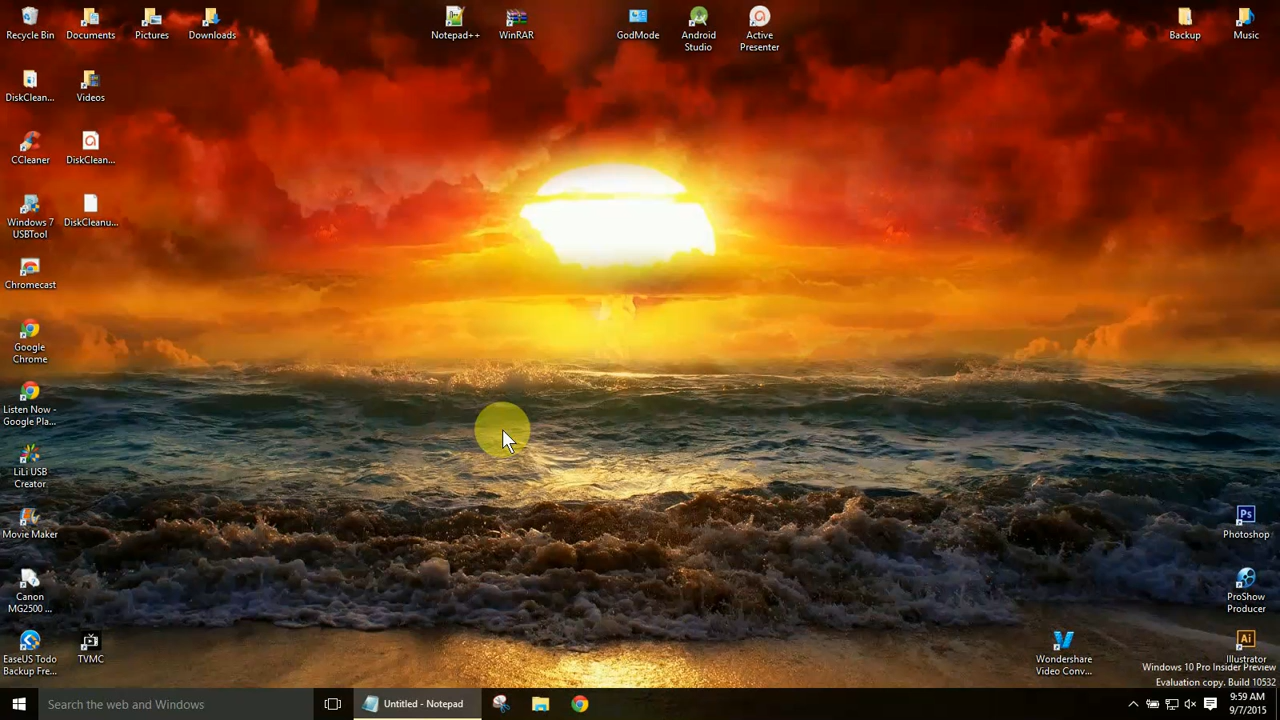 Recycle Bin
Documents
Pictures
Downloads
Notepad++
WinRAR
GodMode
Android
Studio
Active
Presenter
Backup
Music
DiskClean...
Videos
CCleaner
DiskClean...
Windows 7
USBTool
DiskCleanu...
Chromecast
Google
Chrome
Listen Now -
Google Pla...
LiLi USB
Creator
Movie Maker
Ps
Photoshop
Canon
MG2500 ...
ProShow
Producer
EaseUS Todo
Backup Fre...
TVMC
Wondershare
Video Conv...
Ai
Illustrator
Windows 10 Pro Insider Preview
Evaluation copy. Build 10532
Search the web and Windows
Untitled - Notepad
9:59 AM
9/7/2015